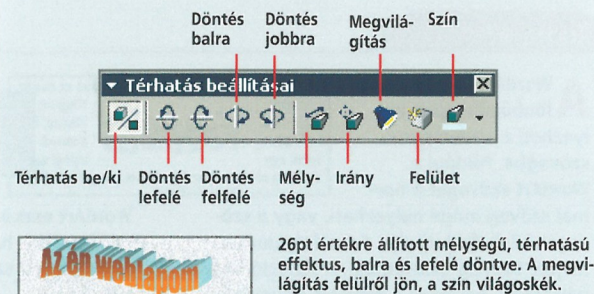 Döntés balra
Döntés jobbra
Megvilá-
gítás
Szín
Térhatás beállításai
Térhatás be/ki
Döntés lefelé
Döntés felfelé
Mély-
ség
Irány
Felület
Az én weblapom
26pt értékre állított mélységű, térhatású
effektus, balra és lefelé döntve. A megvi-
lágítás felülről jön, a szín világoskék.